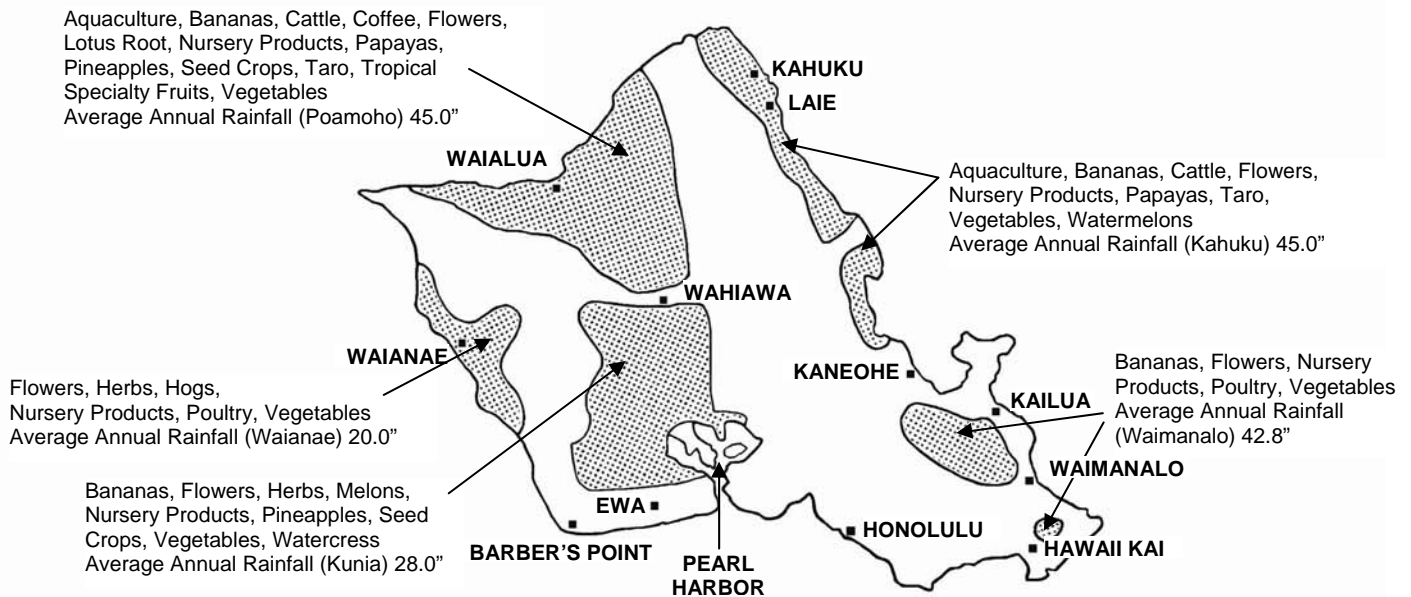 Aquaculture, Bananas, Cattle, Coffee, Flowers,
Lotus Root, Nursery Products, Papayas,
Pineapples, Seed Crops, Taro, Tropical
Specialty Fruits, Vegetables
Average Annual Rainfall (Poamoho) 45.0”
KAHUKU
LAIE
WAIALUA
Aquaculture, Bananas, Cattle, Flowers,
Nursery Products, Papayas, Taro,
Vegetables, Watermelons
Average Annual Rainfall (Kahuku) 45.0”
WAHIAWA
WAIANAE
KANEOHE
Bananas, Flowers, Nursery
Products, Poultry, Vegetables
Average Annual Rainfall
(Waimanalo) 42.8”
KAILUA
Flowers, Herbs, Hogs,
Nursery Products, Poultry, Vegetables
Average Annual Rainfall (Waianae) 20.0”
WAIMANALO
Bananas, Flowers, Herbs, Melons,
Nursery Products, Pineapples, Seed
Crops, Vegetables, Watercress
Average Annual Rainfall (Kunia) 28.0”
EWA
BARBER’S POINT
PEARL
HARBOR
HONOLULU
HAWAII KAI